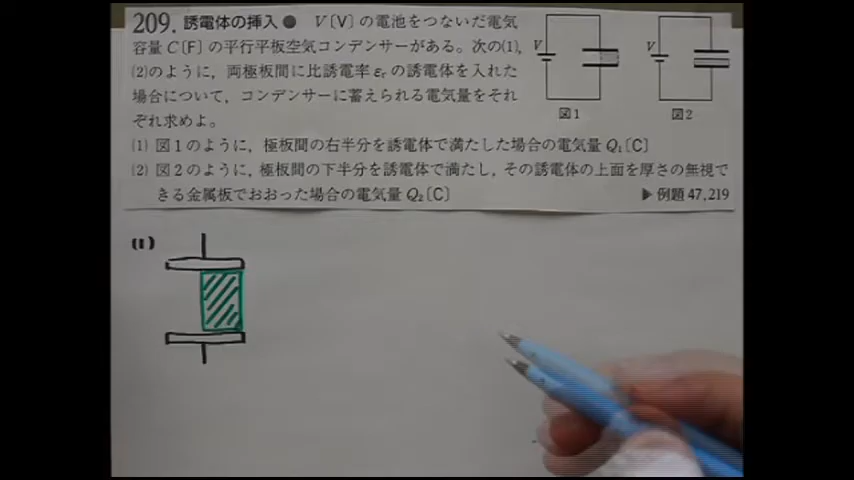 209. 誘電体の挿入● V〔V〕の電池をつないだ電気
容量C〔F〕の平行平板空気コンデンサーがある。次の(1),
(2)のように，両極板間に比誘電率εrの誘電体を入れた
場合について，コンデンサーに蓄えられる電気量をそれ
ぞれ求めよ。
V
図1
V
図2
(1) 図1のように，極板間の右半分を誘電体で満たした場合の電気量Q₁〔C〕
(2) 図2のように，極板間の下半分を誘電体で満たし，その誘電体の上面を厚さの無視で
きる金属板でおおった場合の電気量Q₂〔C〕
▶例題47,219
(1)